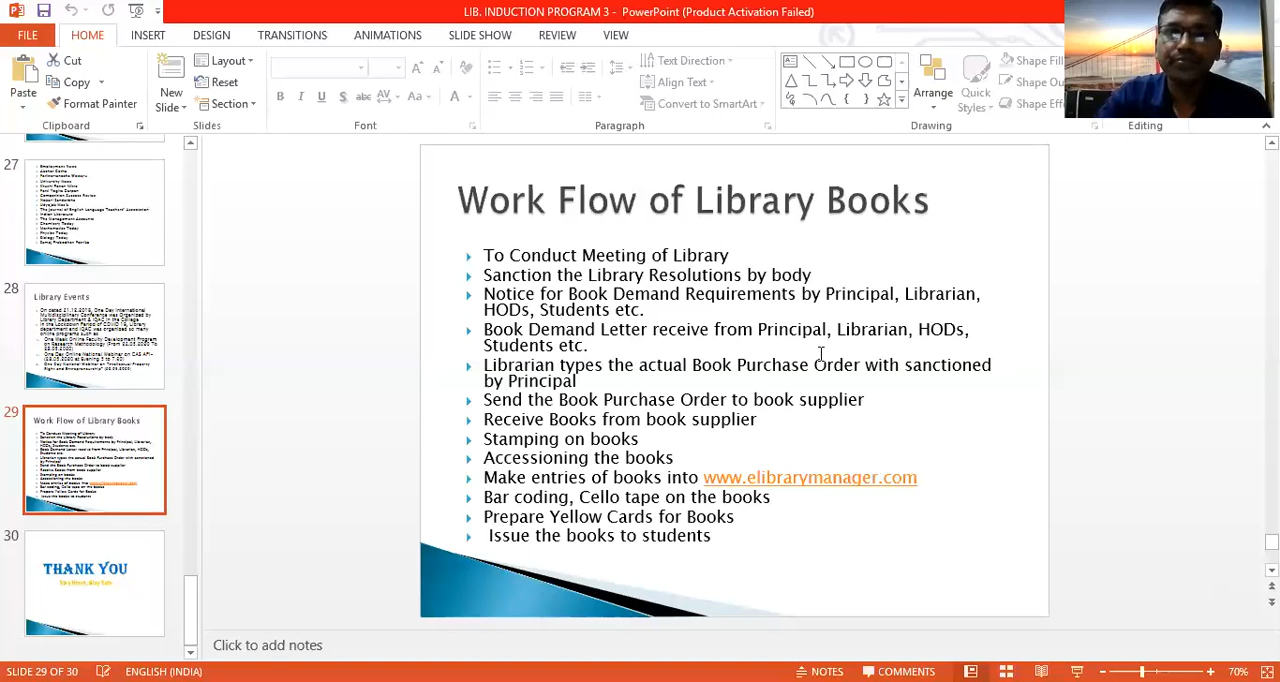 LIB. INDUCTION PROGRAM 3 - PowerPoint (Product Activation Failed)
FILE HOME INSERT DESIGN TRANSITIONS ANIMATIONS SLIDE SHOW REVIEW VIEW
Paste
Cut
Copy
Format Painter
Clipboard
New
Slide
Layout
Reset
Section
Slides
B I U S abc AV Aa A
Font
Text Direction
Align Text
Convert to SmartArt
Paragraph
Arrange
Quick
Styles
Shape Fill
Shape Ou
Shape Effe
Drawing
Editing
27
28
Library Events
29
Work Flow of Library Books
30
THANK YOU
Work Flow of Library Books
To Conduct Meeting of Library
Sanction the Library Resolutions by body
Notice for Book Demand Requirements by Principal, Librarian,
HODs, Students etc.
Book Demand Letter receive from Principal, Librarian, HODs,
Students etc.
Librarian types the actual Book Purchase Order with sanctioned
by Principal
Send the Book Purchase Order to book supplier
Receive Books from book supplier
Stamping on books
Accessioning the books
Make entries of books into www.elibrarymanager.com
Bar coding, Cello tape on the books
Prepare Yellow Cards for Books
Issue the books to students
Click to add notes
SLIDE 29 OF 30 ENGLISH (INDIA) NOTES COMMENTS 70%